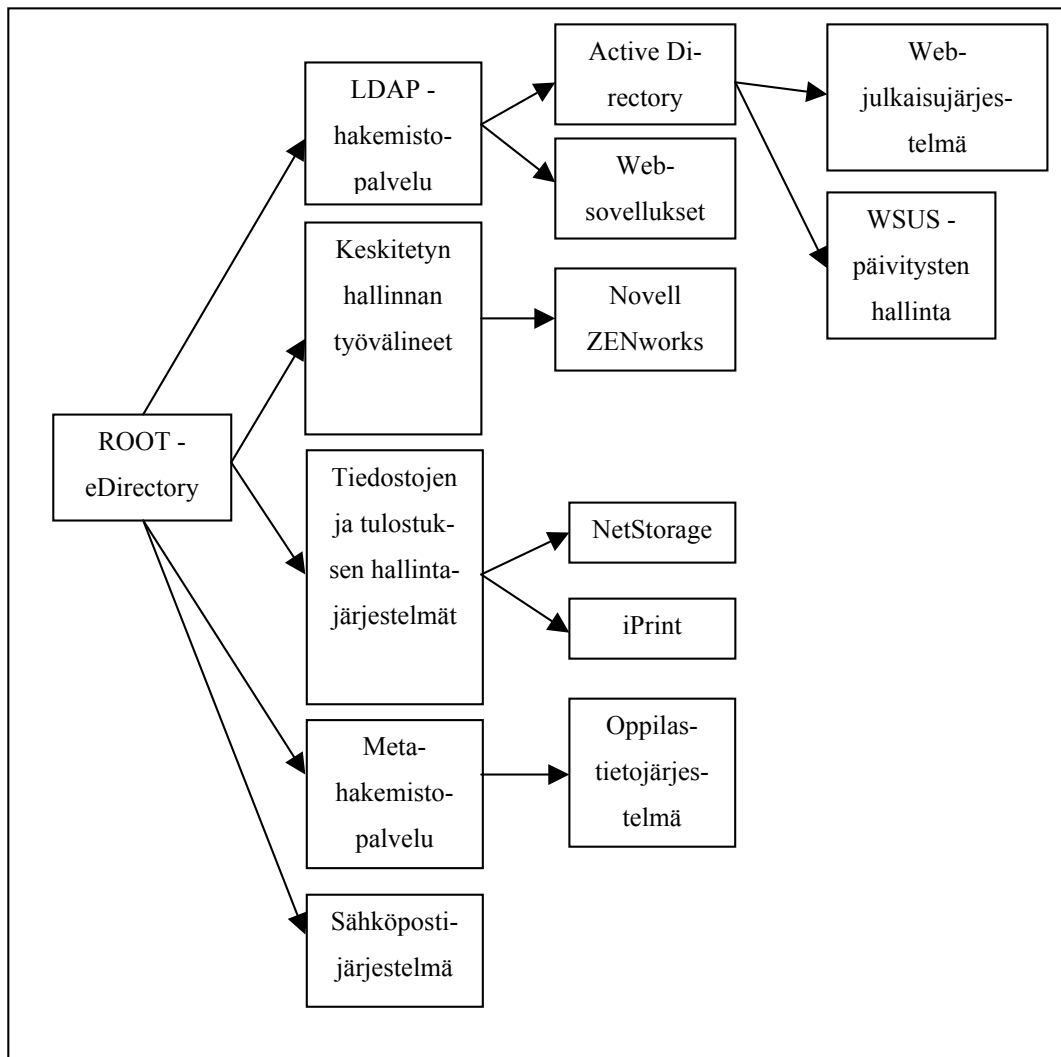 ROOT -
eDirectory
LDAP -
hakemisto-
palvelu
Active Di-
rectory
Web-
julkaisujärjes-
telmä
WSUS -
päivitysten
hallinta
Web-
sovellukset
Keskitetyn
hallinnan
työvälineet
Novell
ZENworks
Tiedostojen
ja tulostuk-
sen hallinta-
järjestelmät
NetStorage
iPrint
Meta-
hakemisto-
palvelu
Oppilas-
tietojärjes-
telmä
Sähköposti-
järjestelmä